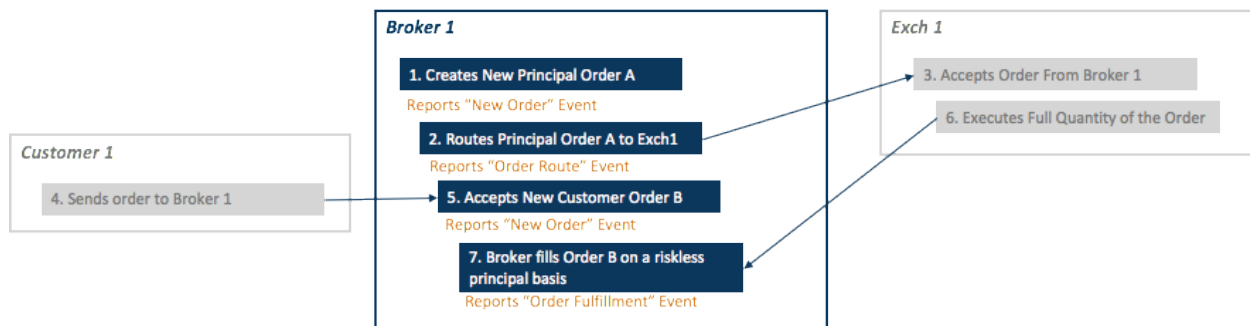 Broker 1
1. Creates New Principal Order A
Reports "New Order" Event
2. Routes Principal Order A to Exch1
Reports "Order Route" Event
5. Accepts New Customer Order B
Reports "New Order" Event
7. Broker fills Order B on a riskless
principal basis
Reports "Order Fulfillment" Event
Customer 1
4. Sends order to Broker 1
Exch 1
3. Accepts Order From Broker 1
6. Executes Full Quantity of the Order